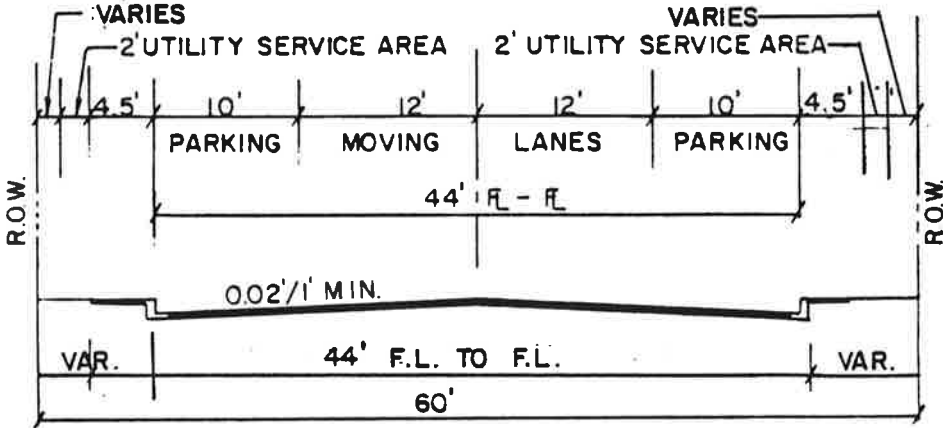 VARIES VARIES
2' UTILITY SERVICE AREA 2' UTILITY SERVICE AREA
4.5' 10' 12' 12' 10' 4.5'
PARKING MOVING LANES PARKING
44' FL - FL
R.O.W. R.O.W.
0.02'/1' MIN.
VAR. 44' F.L. TO F.L. VAR.
60'